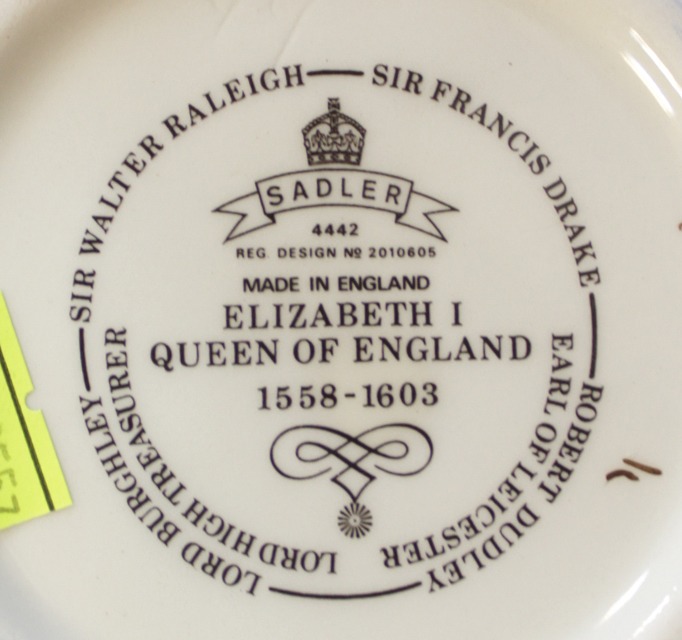 SIR WALTER RALEIGH
SIR FRANCIS DRAKE
ROBERT DUDLEY
EARL OF LEICESTER
LORD BURGHLEY
LORD HIGH TREASURER
SADLER
4442
REG. DESIGN Nº 2010605
MADE IN ENGLAND
ELIZABETH I
QUEEN OF ENGLAND
1558-1603